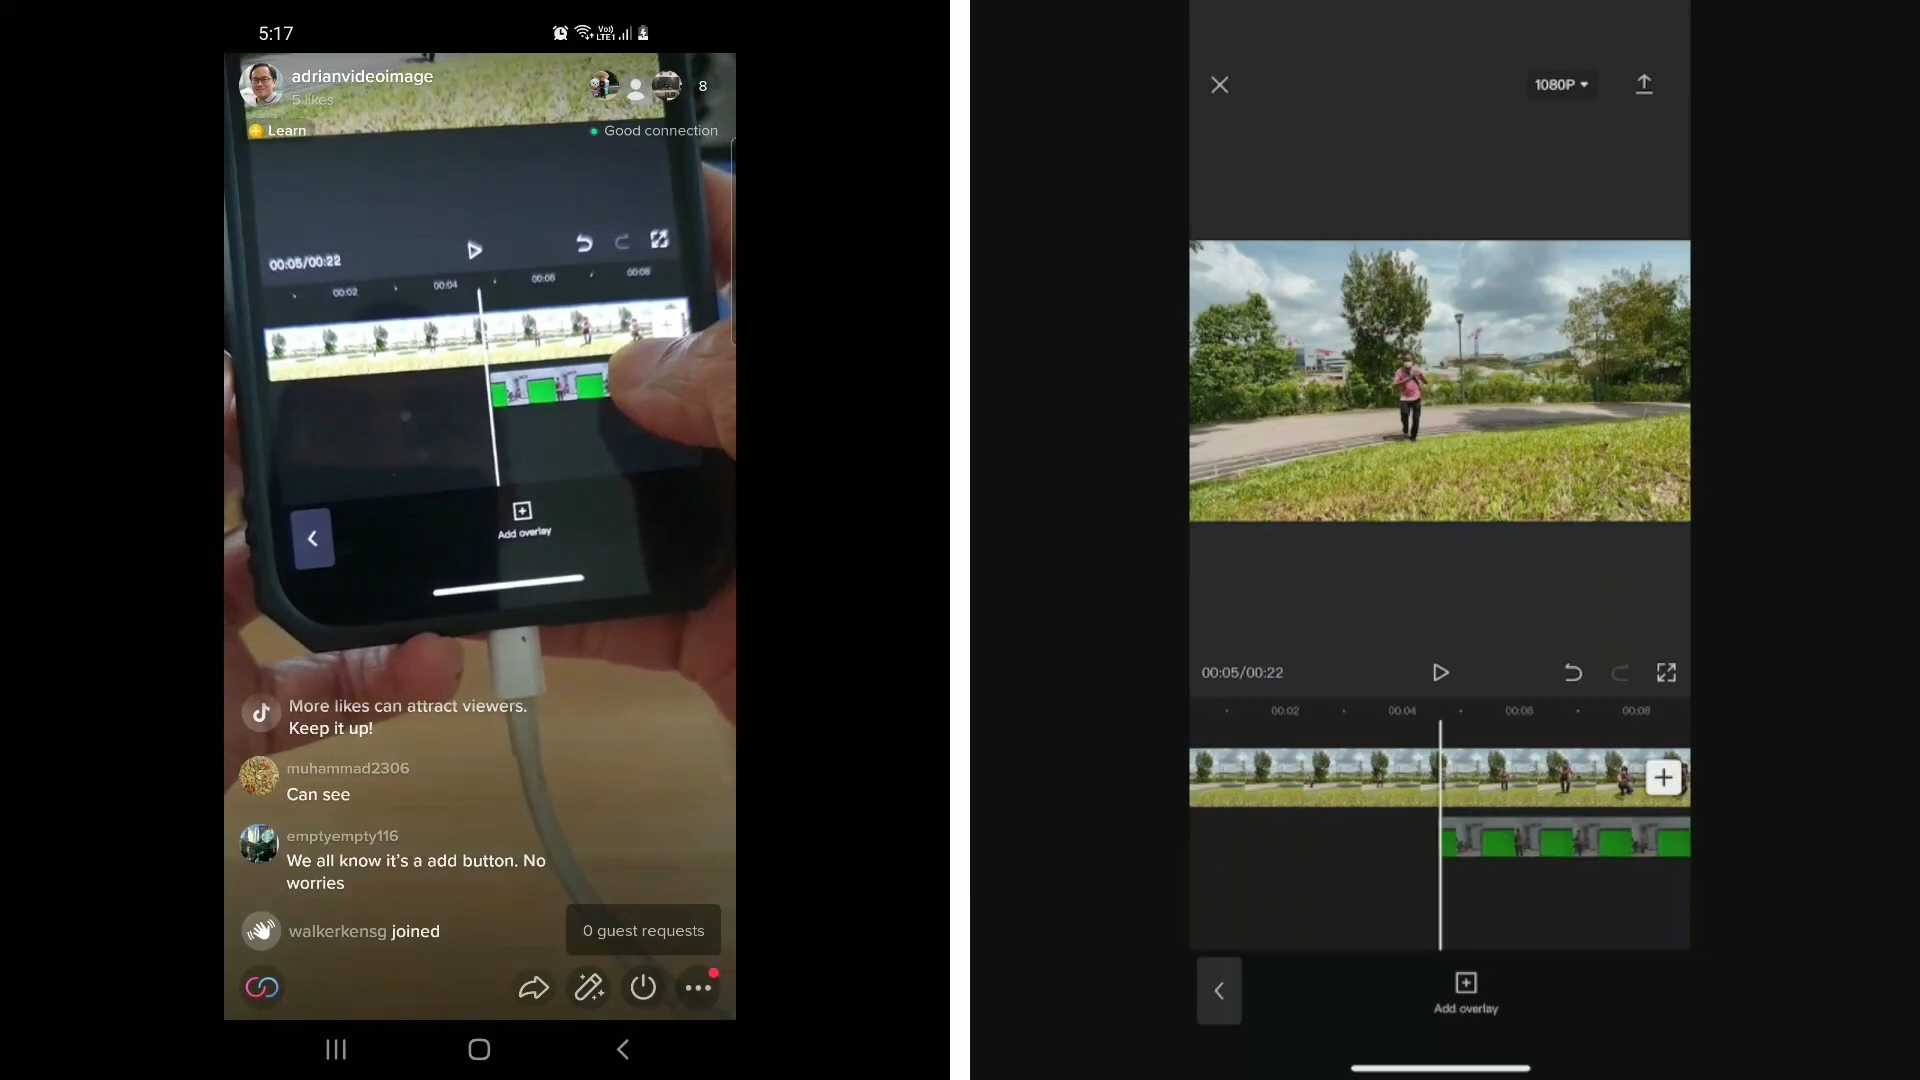 5:17
Vo))
LTE1
adrianvideoimage
5 likes
8
Learn
Good connection
00:05/00:22
00:02
00:04
00:06
00:08
Add overlay
More likes can attract viewers.
Keep it up!
muhammad2306
Can see
emptyempty116
We all know it's a add button. No
worries
walkerkensg joined
0 guest requests
1080P
00:05/00:22
00:02
00:04
00:06
00:08
Add overlay